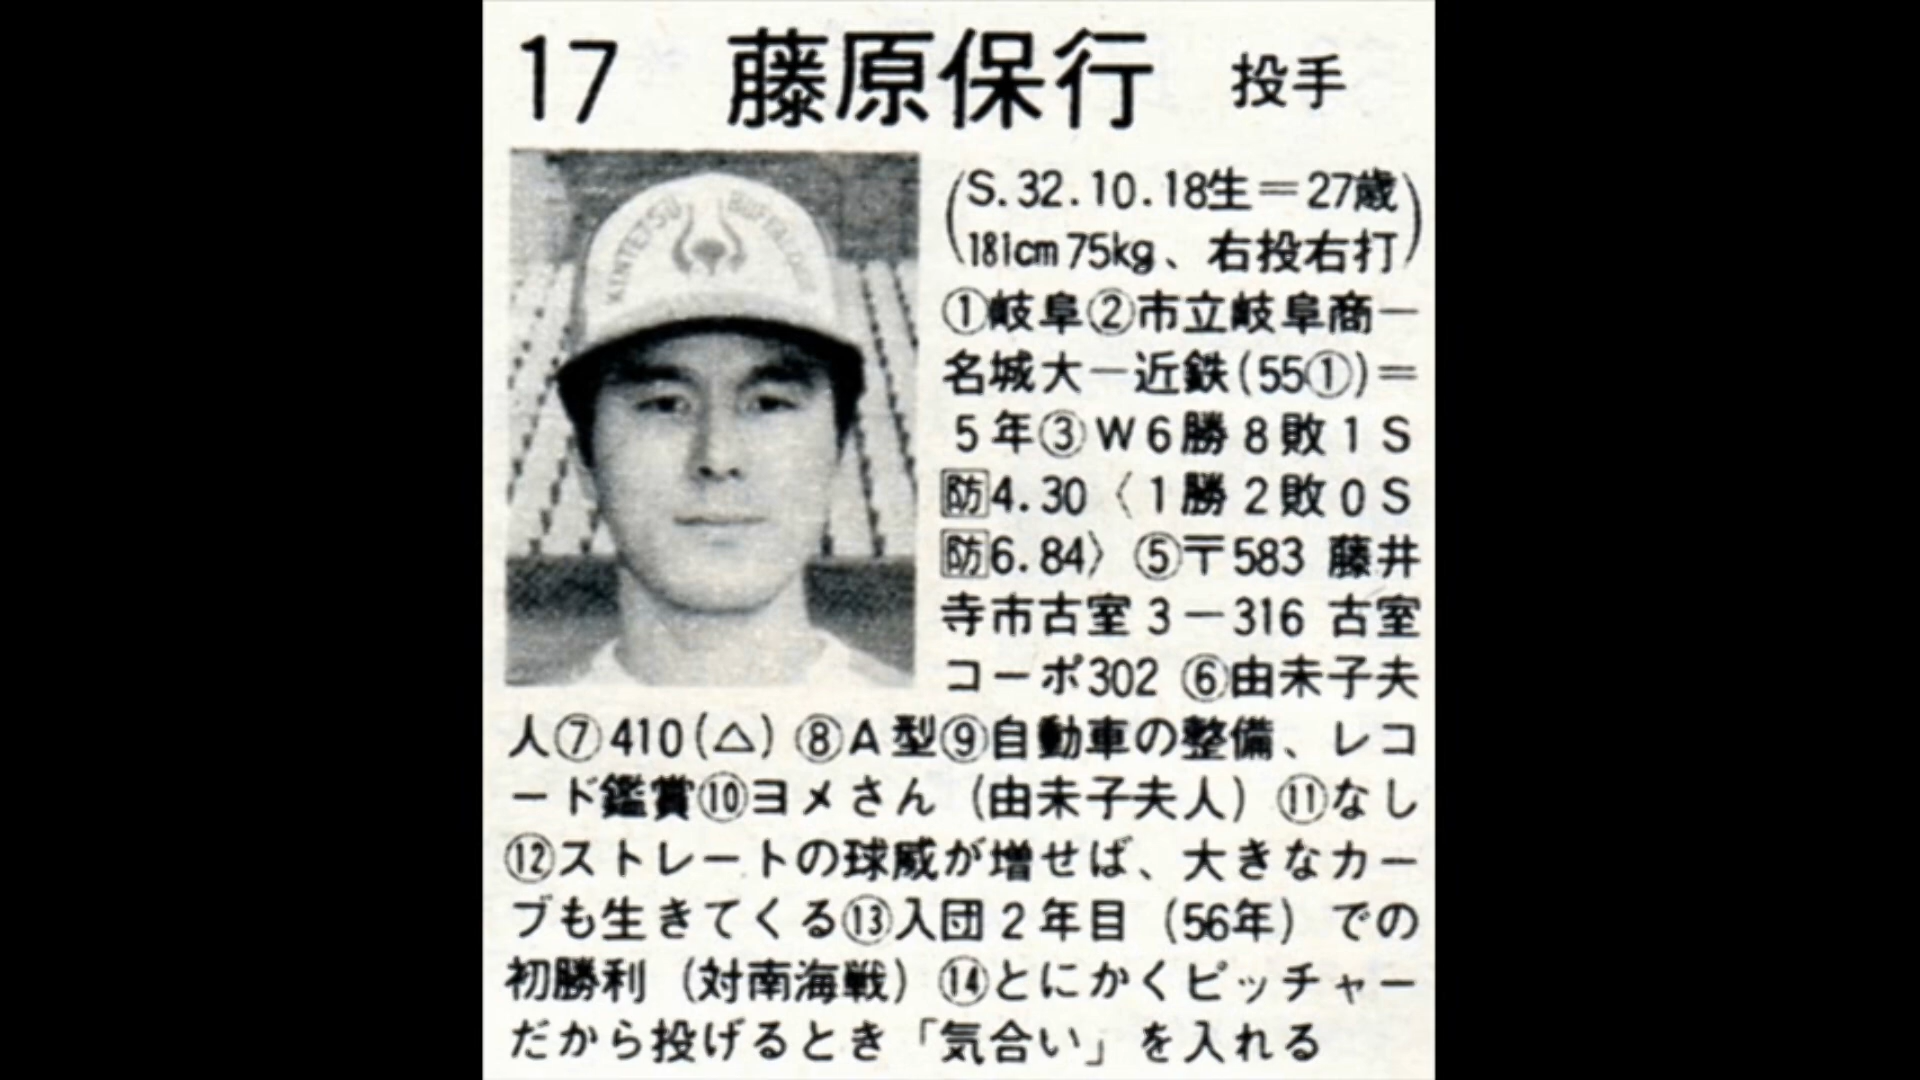 17 藤原保行 投手
KINTETSU BUFFALOES
(S.32.10.18生=27歳
181cm75kg、右投右打)
①岐阜②市立岐阜商ー
名城大ー近鉄(55①)=
5年③W6勝8敗1S
防4.30〈1勝2敗0S
防6.84〉⑤〒583 藤井
寺市古室3ー316 古室
コーポ302 ⑥由未子夫
人⑦410(△)⑧A型⑨自動車の整備、レコ
ード鑑賞⑩ヨメさん(由未子夫人)⑪なし
⑫ストレートの球威が増せば、大きなカー
ブも生きてくる⑬入団2年目(56年)での
初勝利(対南海戦)⑭とにかくピッチャー
だから投げるとき「気合い」を入れる